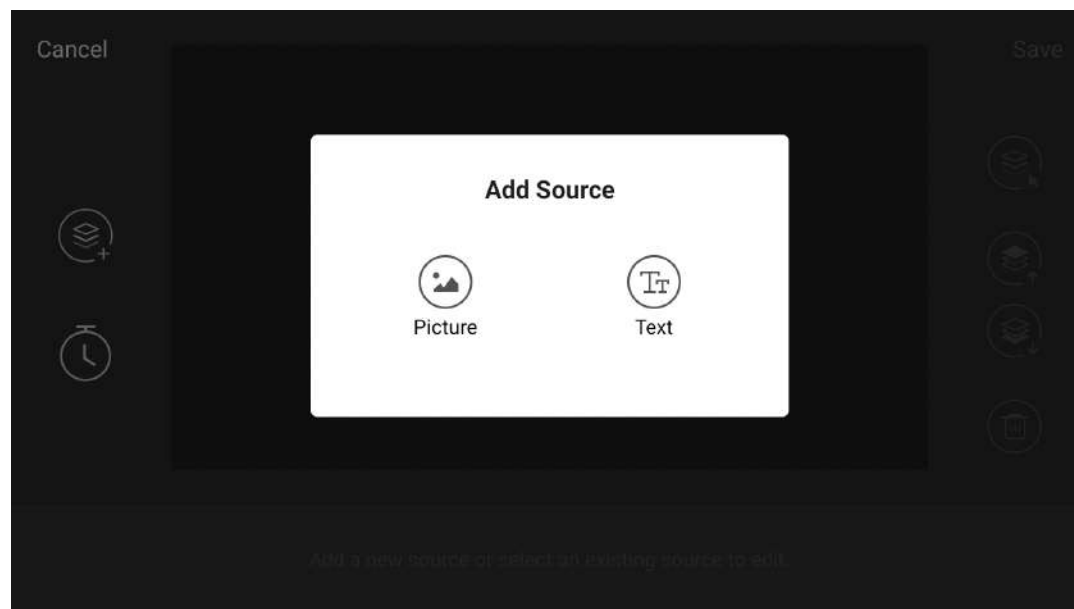 Cancel
Save
Add Source
Picture
Text
Add a new source or select an existing source to edit.